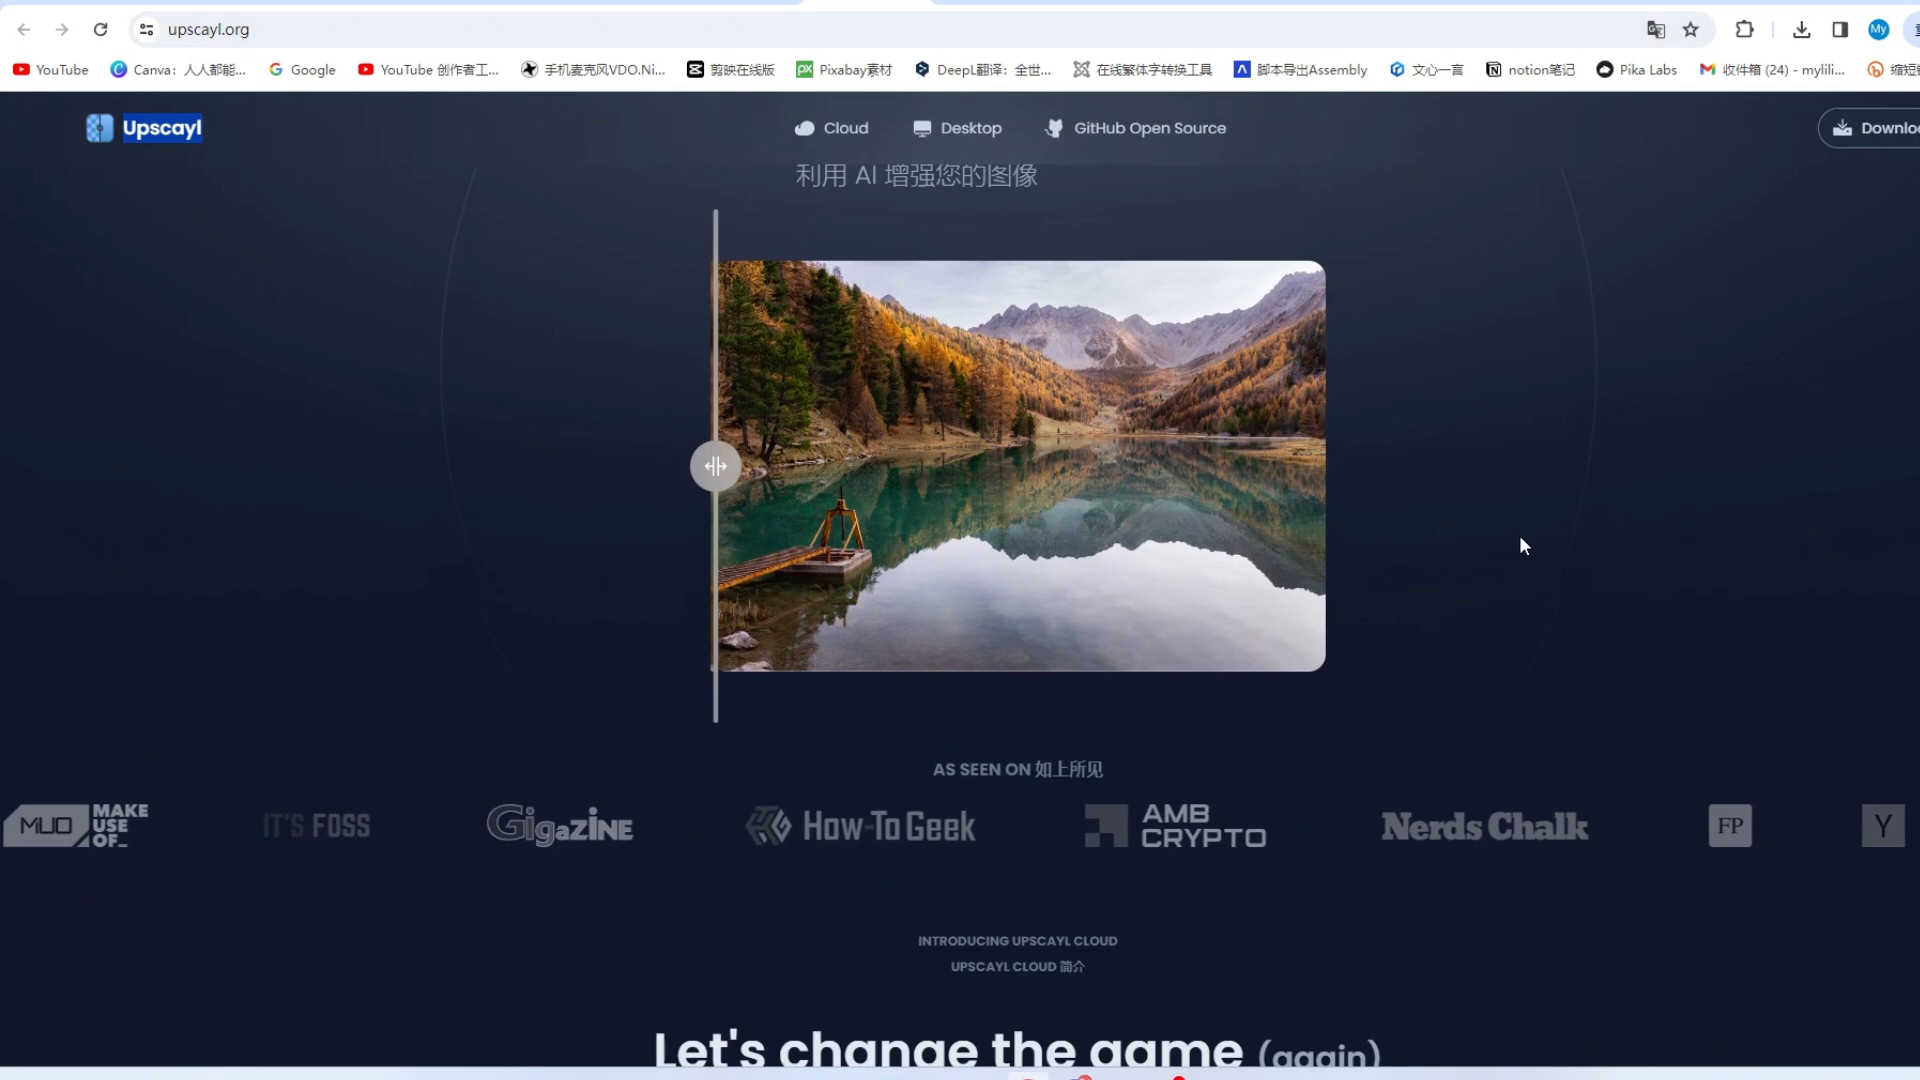 upscayl.org
My
YouTube
Canva：人人都能...
Google
YouTube 创作者工...
手机麦克风VDO.Ni...
剪映在线版
Pixabay素材
DeepL翻译：全世...
在线繁体字转换工具
脚本导出Assembly
文心一言
notion笔记
Pika Labs
收件箱 (24) - mylili...
缩短
Upscayl
Cloud
Desktop
GitHub Open Source
Downloa
利用 AI 增强您的图像
AS SEEN ON 如上所见
MUO MAKE USE OF_
IT'S FOSS
GIGAZINE
How-To Geek
AMB CRYPTO
Nerds Chalk
FP
Y
INTRODUCING UPSCAYL CLOUD
UPSCAYL CLOUD 简介
Let's change the game (again)